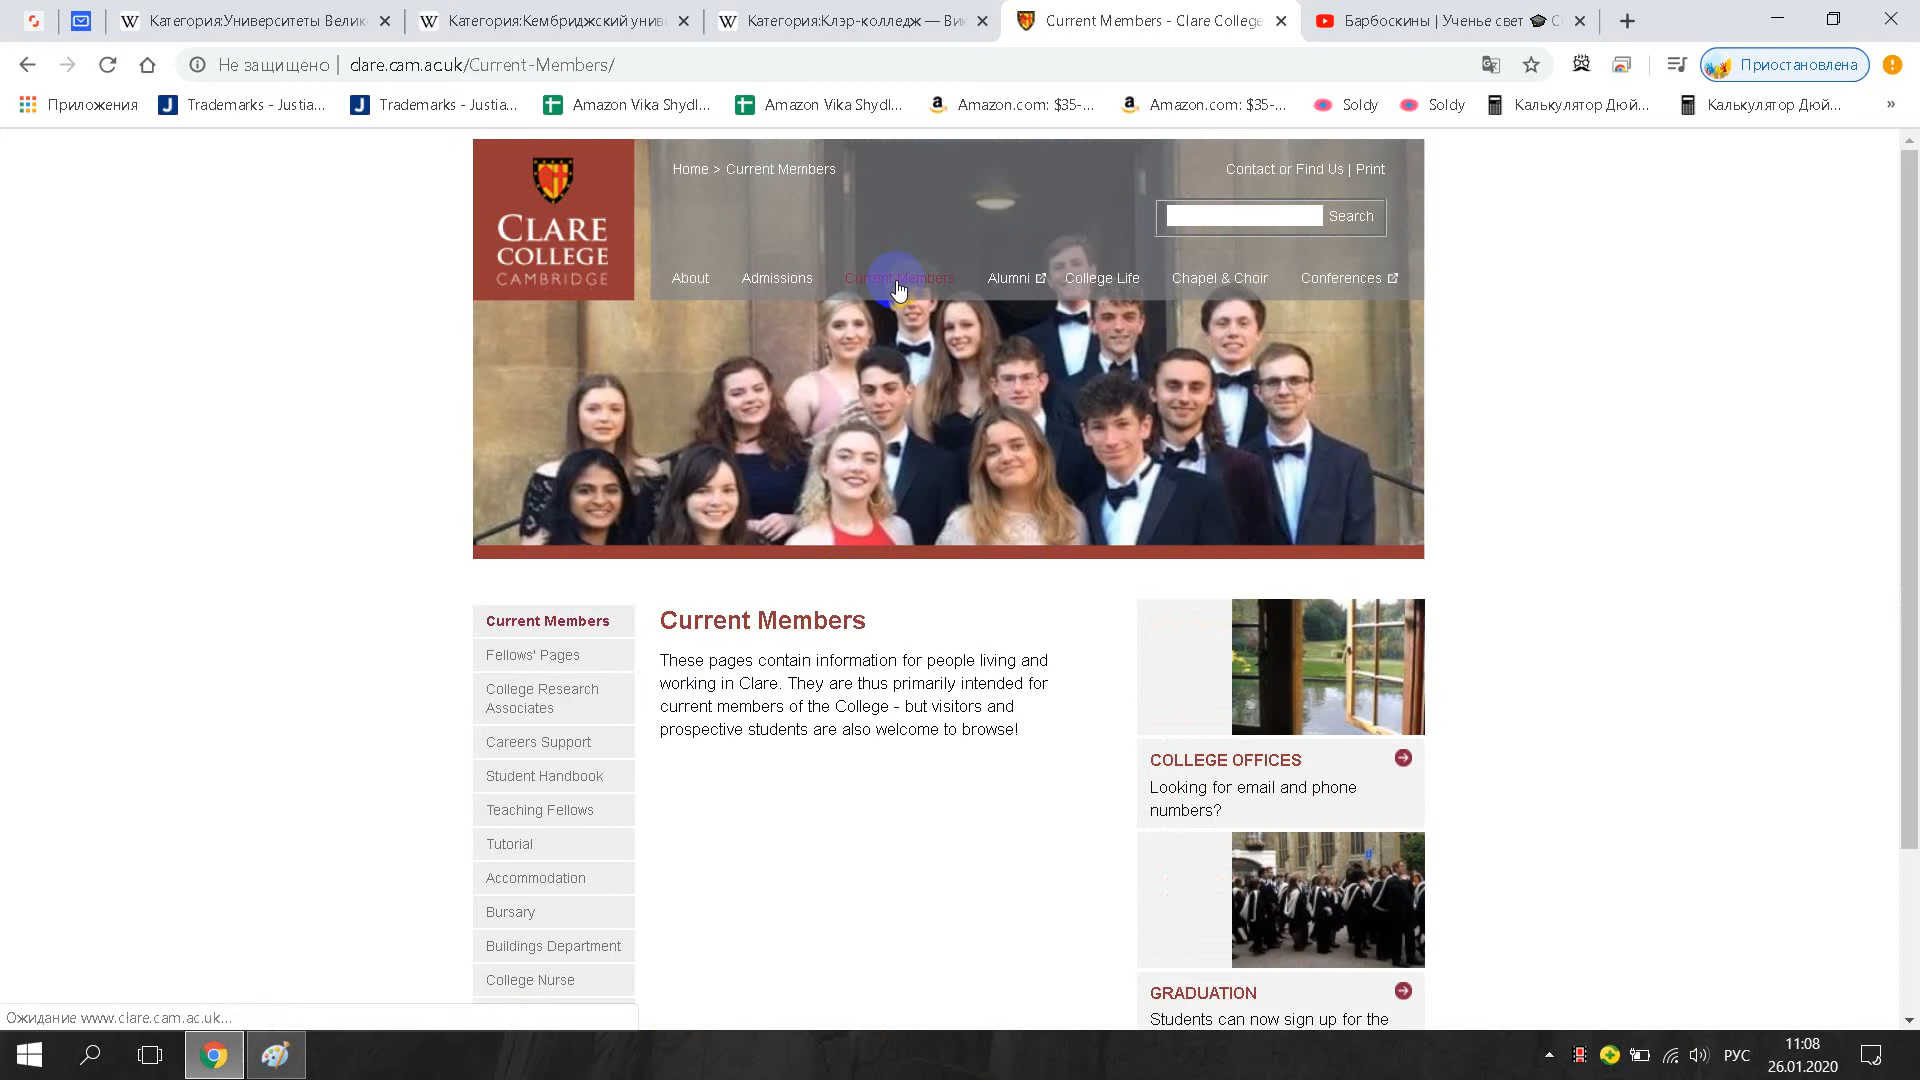 Категория:Университеты Велик
Категория:Кембриджский униве
Категория:Клэр-колледж — Вик
Current Members - Clare College
Барбоскины | Ученье свет 🎓 С
Не защищено | clare.cam.ac.uk/Current-Members/
Приостановлена
Приложения
Trademarks - Justia...
Trademarks - Justia...
Amazon Vika Shydl...
Amazon Vika Shydl...
Amazon.com: $35-...
Amazon.com: $35-...
Soldy
Soldy
Калькулятор Дюй...
Калькулятор Дюй...
»
CLARE
COLLEGE
CAMBRIDGE
Home > Current Members
Contact or Find Us | Print
Search
About
Admissions
Current Members
Alumni
College Life
Chapel & Choir
Conferences
Current Members
Fellows' Pages
College Research
Associates
Careers Support
Student Handbook
Teaching Fellows
Tutorial
Accommodation
Bursary
Buildings Department
College Nurse
Current Members
These pages contain information for people living and
working in Clare. They are thus primarily intended for
current members of the College - but visitors and
prospective students are also welcome to browse!
COLLEGE OFFICES
Looking for email and phone
numbers?
GRADUATION
Students can now sign up for the
Ожидание www.clare.cam.ac.uk...
РУС
11:08
26.01.2020